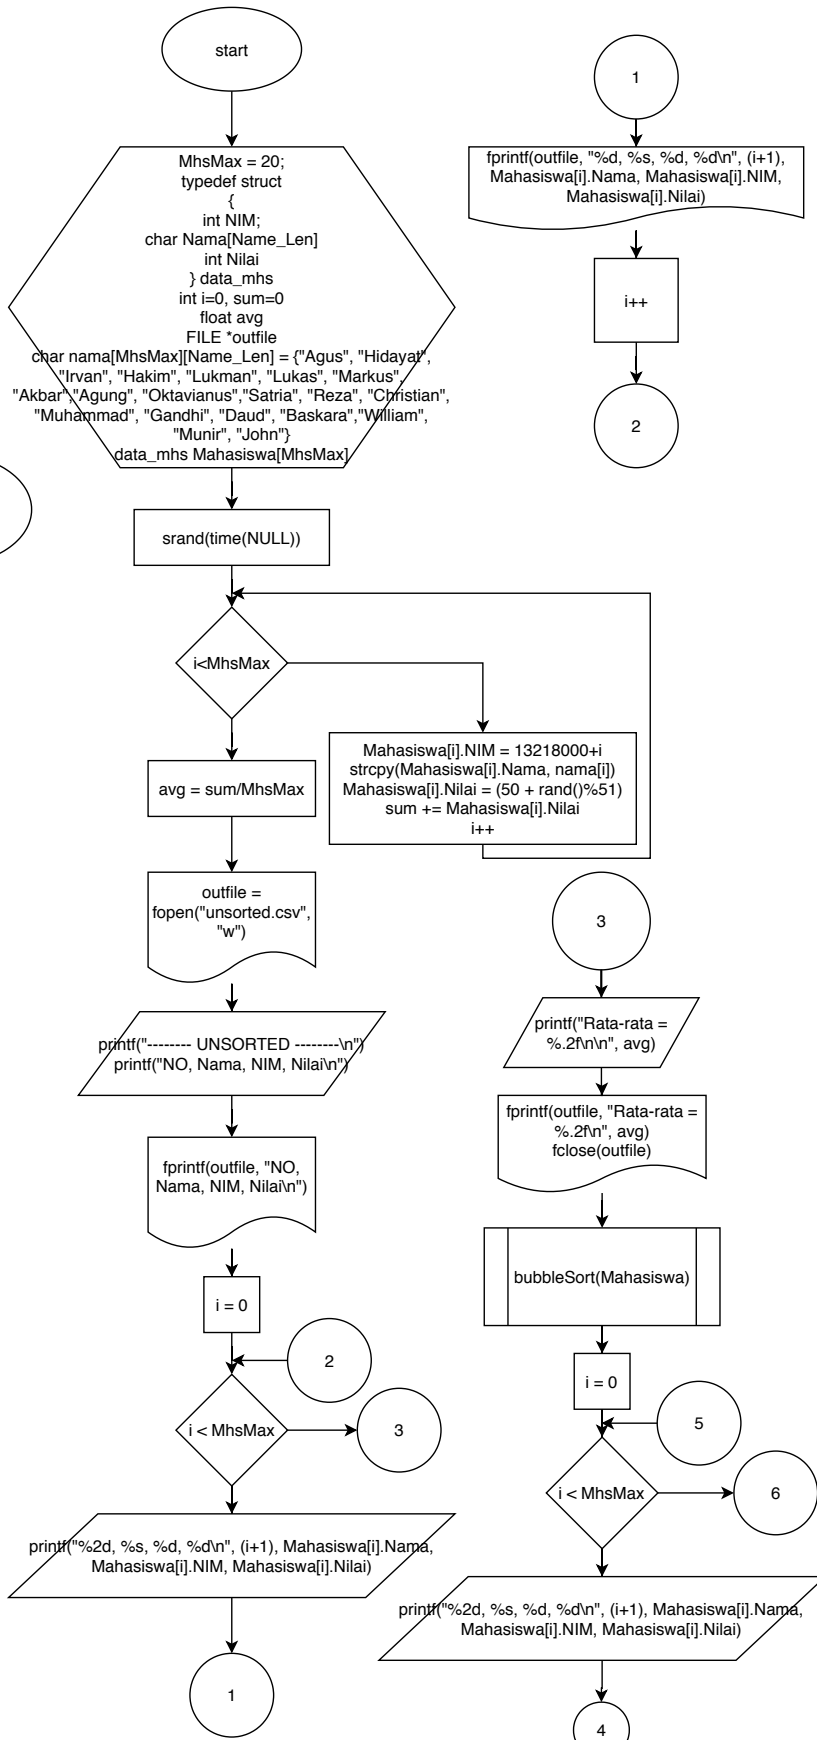 start
MhsMax = 20;
typedef struct
{
int NIM;
char Nama[Name_Len]
int Nilai
} data_mhs
int i=0, sum=0
float avg
FILE *outfile
char nama[MhsMax][Name_Len] = {"Agus", "Hidayat",
"Irvan", "Hakim", "Lukman", "Lukas", "Markus",
"Akbar","Agung", "Oktavianus","Satria", "Reza", "Christian",
"Muhammad", "Gandhi", "Daud", "Baskara","William",
"Munir", "John"}
data_mhs Mahasiswa[MhsMax]
srand(time(NULL))
i<MhsMax
Mahasiswa[i].NIM = 13218000+i
strcpy(Mahasiswa[i].Nama, nama[i])
Mahasiswa[i].Nilai = (50 + rand()%51)
sum += Mahasiswa[i].Nilai
i++
avg = sum/MhsMax
outfile =
fopen("unsorted.csv",
"w")
printf("-------- UNSORTED --------\n")
printf("NO, Nama, NIM, Nilai\n")
fprintf(outfile, "NO,
Nama, NIM, Nilai\n")
i = 0
2
i < MhsMax
3
printf("%2d, %s, %d, %d\n", (i+1), Mahasiswa[i].Nama,
Mahasiswa[i].NIM, Mahasiswa[i].Nilai)
1
1
fprintf(outfile, "%d, %s, %d, %d\n", (i+1),
Mahasiswa[i].Nama, Mahasiswa[i].NIM,
Mahasiswa[i].Nilai)
i++
2
3
printf("Rata-rata =
%.2f\n\n", avg)
fprintf(outfile, "Rata-rata =
%.2f\n", avg)
fclose(outfile)
bubbleSort(Mahasiswa)
i = 0
5
i < MhsMax
6
printf("%2d, %s, %d, %d\n", (i+1), Mahasiswa[i].Nama,
Mahasiswa[i].NIM, Mahasiswa[i].Nilai)
4